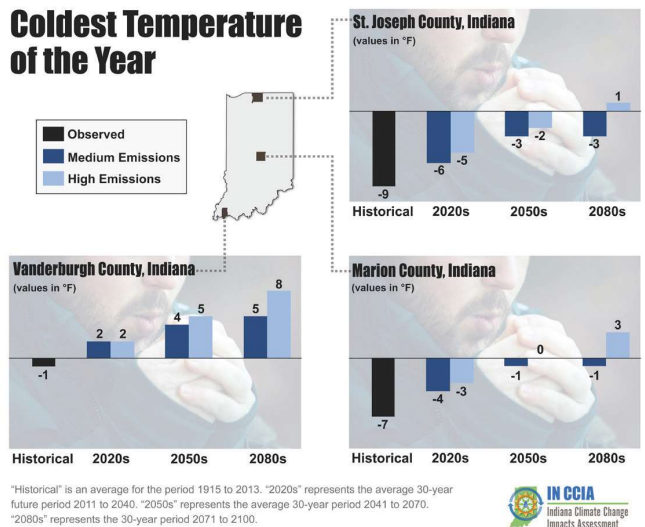 Coldest Temperature
of the Year
Observed
Medium Emissions
High Emissions
St. Joseph County, Indiana
(values in °F)
-9
-6
-5
-3
-2
-3
1
Historical 2020s 2050s 2080s
Vanderburgh County, Indiana
(values in °F)
-1
2
2
4
5
5
8
Historical 2020s 2050s 2080s
Marion County, Indiana
(values in °F)
-7
-4
-3
-1
0
-1
3
Historical 2020s 2050s 2080s
"Historical" is an average for the period 1915 to 2013. "2020s" represents the average 30-year
future period 2011 to 2040. "2050s" represents the average 30-year period 2041 to 2070.
"2080s" represents the 30-year period 2071 to 2100.
IN CCIA
Indiana Climate Change
Impacts Assessment